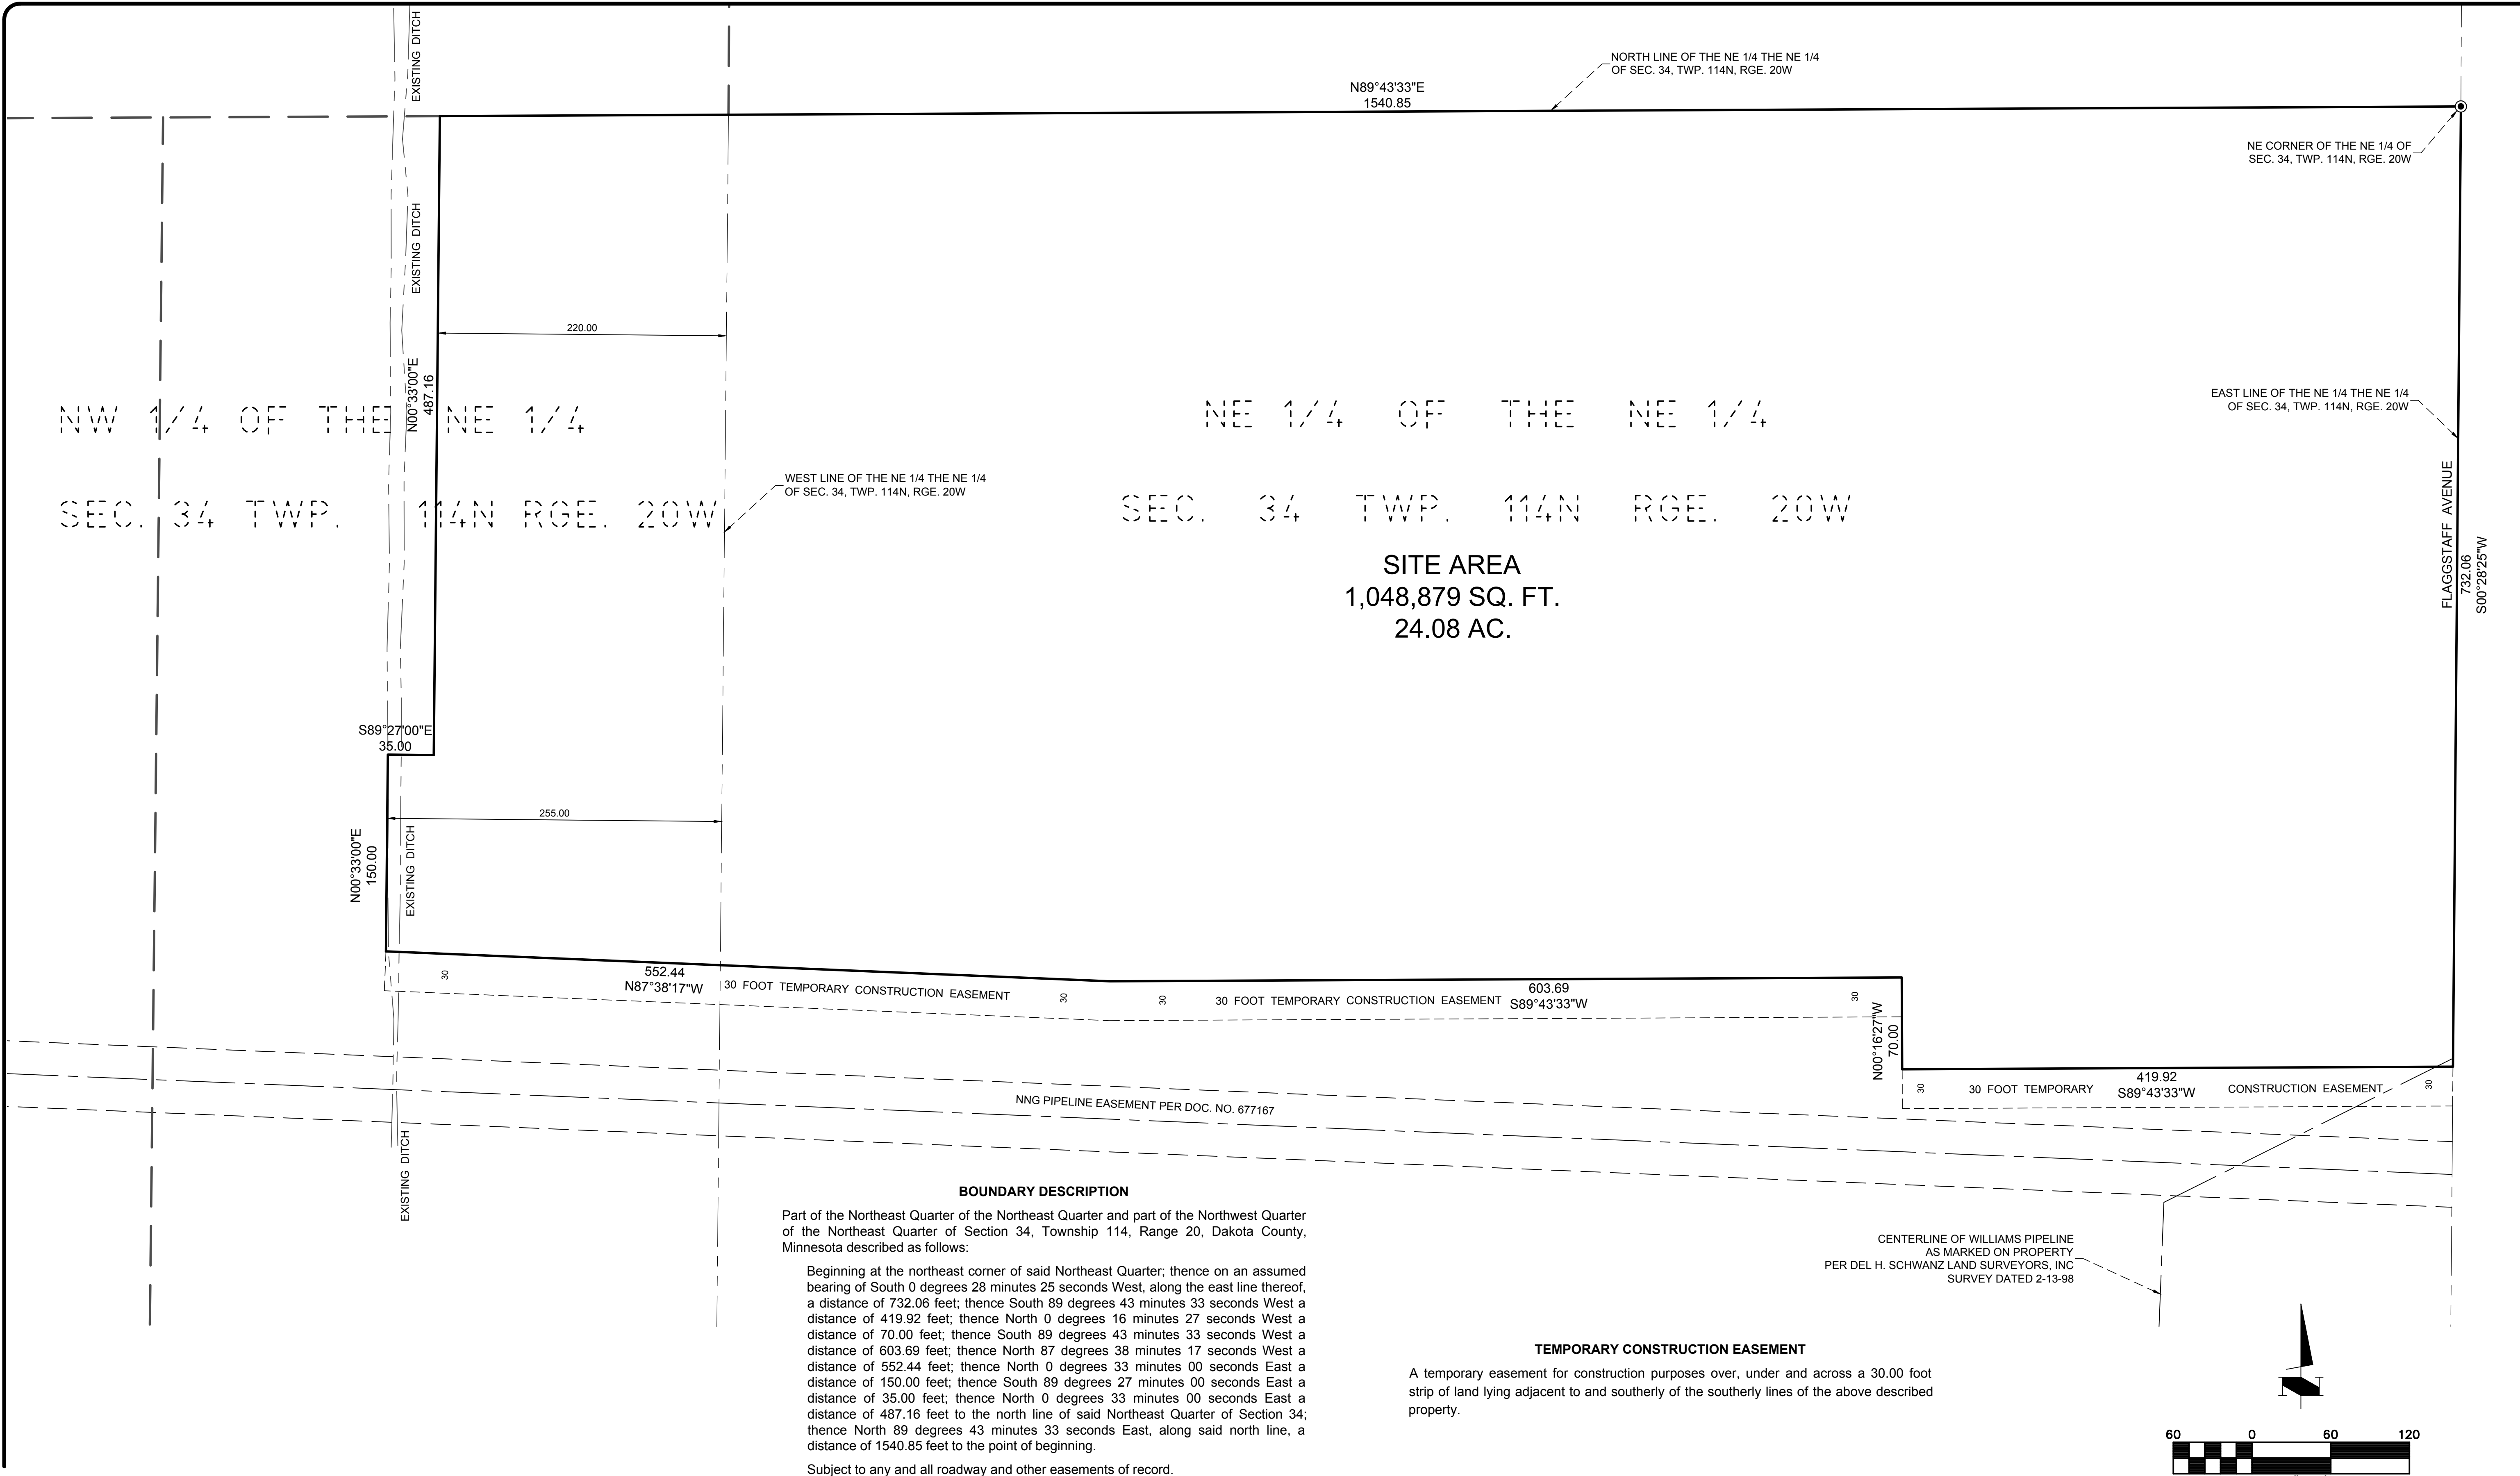 EXISTING DITCH
NORTH LINE OF THE NE 1/4 THE NE 1/4
OF SEC. 34, TWP. 114N, RGE. 20W
N89°43'33"E
1540.85
NE CORNER OF THE NE 1/4 OF
SEC. 34, TWP. 114N, RGE. 20W
EXISTING DITCH
220.00
N00°33'00"E
487.16
NW 1/4 OF THE NE 1/4
SEC. 34 TWP. 114N RGE. 20W
NE 1/4 OF THE NE 1/4
SEC. 34 TWP. 114N RGE. 20W
EAST LINE OF THE NE 1/4 THE NE 1/4
OF SEC. 34, TWP. 114N, RGE. 20W
WEST LINE OF THE NE 1/4 THE NE 1/4
OF SEC. 34, TWP. 114N, RGE. 20W
SITE AREA
1,048,879 SQ. FT.
24.08 AC.
FLAGGSTAFF AVENUE
732.06
S00°28'25"W
S89°27'00"E
35.00
255.00
N00°33'00"E
150.00
EXISTING DITCH
30
552.44
N87°38'17"W
30 FOOT TEMPORARY CONSTRUCTION EASEMENT
30
30
30 FOOT TEMPORARY CONSTRUCTION EASEMENT
603.69
S89°43'33"W
30
N00°16'27"W
70.00
30
30 FOOT TEMPORARY
419.92
S89°43'33"W
CONSTRUCTION EASEMENT
30
NNG PIPELINE EASEMENT PER DOC. NO. 677167
EXISTING DITCH
BOUNDARY DESCRIPTION
Part of the Northeast Quarter of the Northeast Quarter and part of the Northwest Quarter
of the Northeast Quarter of Section 34, Township 114, Range 20, Dakota County,
Minnesota described as follows:
Beginning at the northeast corner of said Northeast Quarter; thence on an assumed
bearing of South 0 degrees 28 minutes 25 seconds West, along the east line thereof,
a distance of 732.06 feet; thence South 89 degrees 43 minutes 33 seconds West a
distance of 419.92 feet; thence North 0 degrees 16 minutes 27 seconds West a
distance of 70.00 feet; thence South 89 degrees 43 minutes 33 seconds West a
distance of 603.69 feet; thence North 87 degrees 38 minutes 17 seconds West a
distance of 552.44 feet; thence North 0 degrees 33 minutes 00 seconds East a
distance of 150.00 feet; thence South 89 degrees 27 minutes 00 seconds East a
distance of 35.00 feet; thence North 0 degrees 33 minutes 00 seconds East a
distance of 487.16 feet to the north line of said Northeast Quarter of Section 34;
thence North 89 degrees 43 minutes 33 seconds East, along said north line, a
distance of 1540.85 feet to the point of beginning.
Subject to any and all roadway and other easements of record.
CENTERLINE OF WILLIAMS PIPELINE
AS MARKED ON PROPERTY
PER DEL H. SCHWANZ LAND SURVEYORS, INC
SURVEY DATED 2-13-98
TEMPORARY CONSTRUCTION EASEMENT
A temporary easement for construction purposes over, under and across a 30.00 foot
strip of land lying adjacent to and southerly of the southerly lines of the above described
property.
N
60 0 60 120